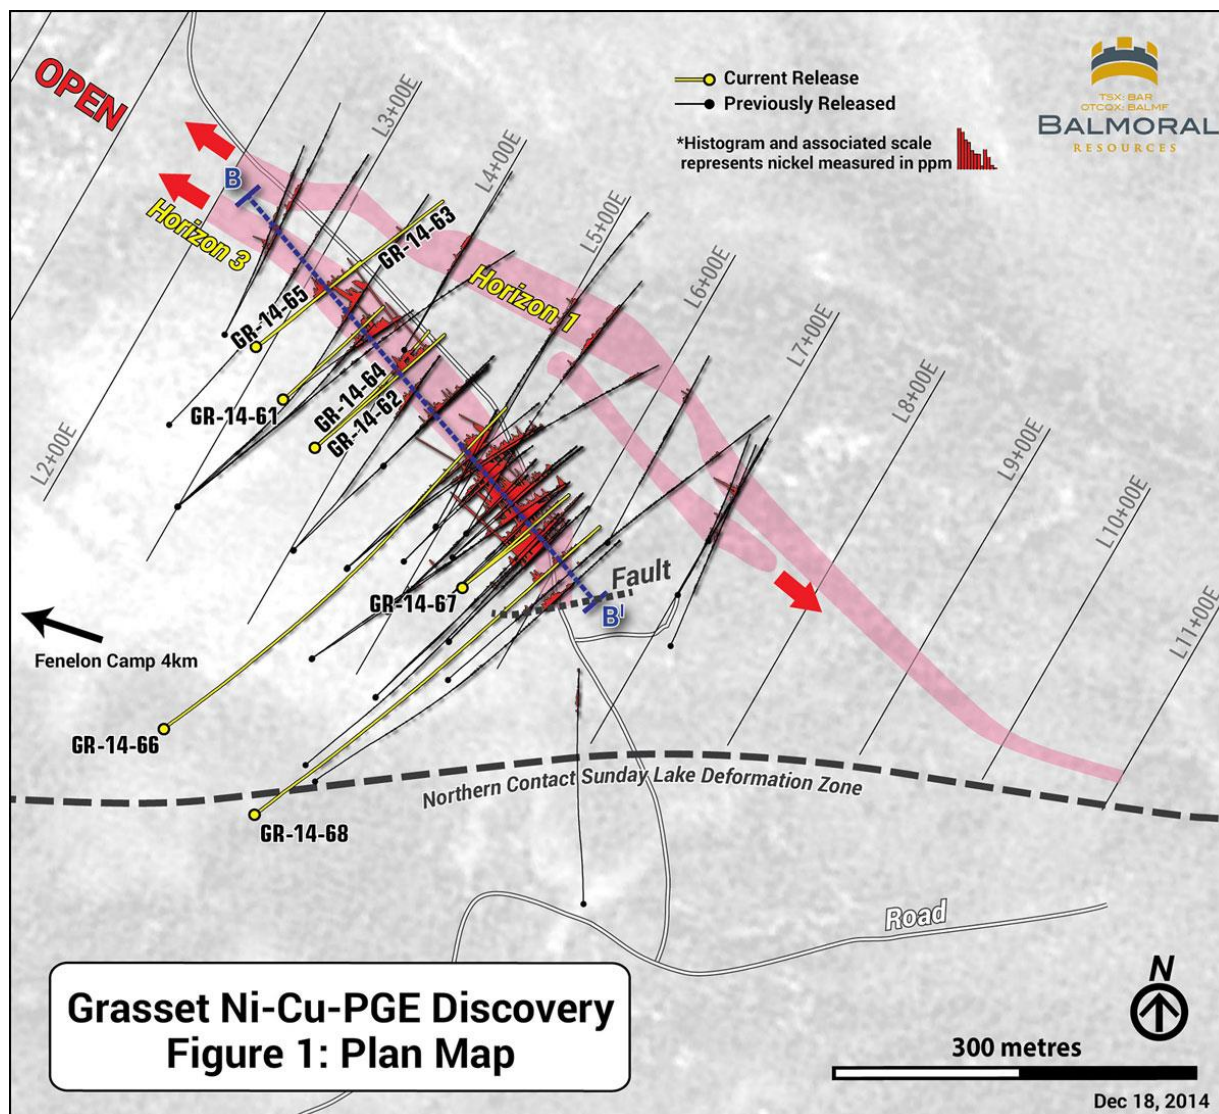 OPEN
L3+00E
L4+00E
Current Release
Previously Released
*Histogram and associated scale
represents nickel measured in ppm
TSX: BAR
OTCQX: BALMF
BALMORAL
RESOURCES
B
Horizon 3
GR-14-63
L5+00E
L6+00E
Horizon 1
GR-14-65
L7+00E
L8+00E
GR-14-61
GR-14-64
GR-14-62
L2+00E
L9+00E
L10+00E
L11+00E
Fault
GR-14-67
B'
Fenelon Camp 4km
GR-14-66
Northern Contact Sunday Lake Deformation Zone
GR-14-68
Road
Grasset Ni-Cu-PGE Discovery
Figure 1: Plan Map
N
300 metres
Dec 18, 2014